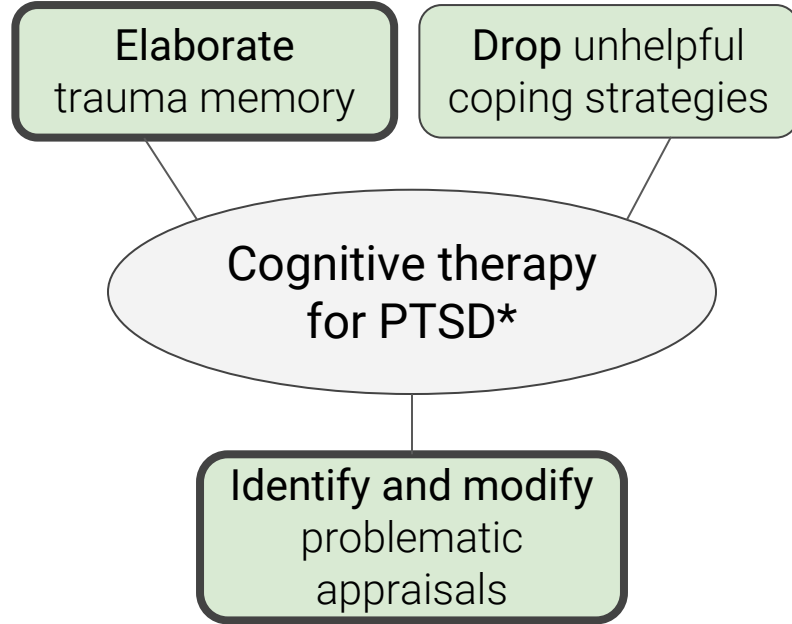 Elaborate
trauma memory
Drop unhelpful
coping strategies
Cognitive therapy
for PTSD*
Identify and modify
problematic
appraisals